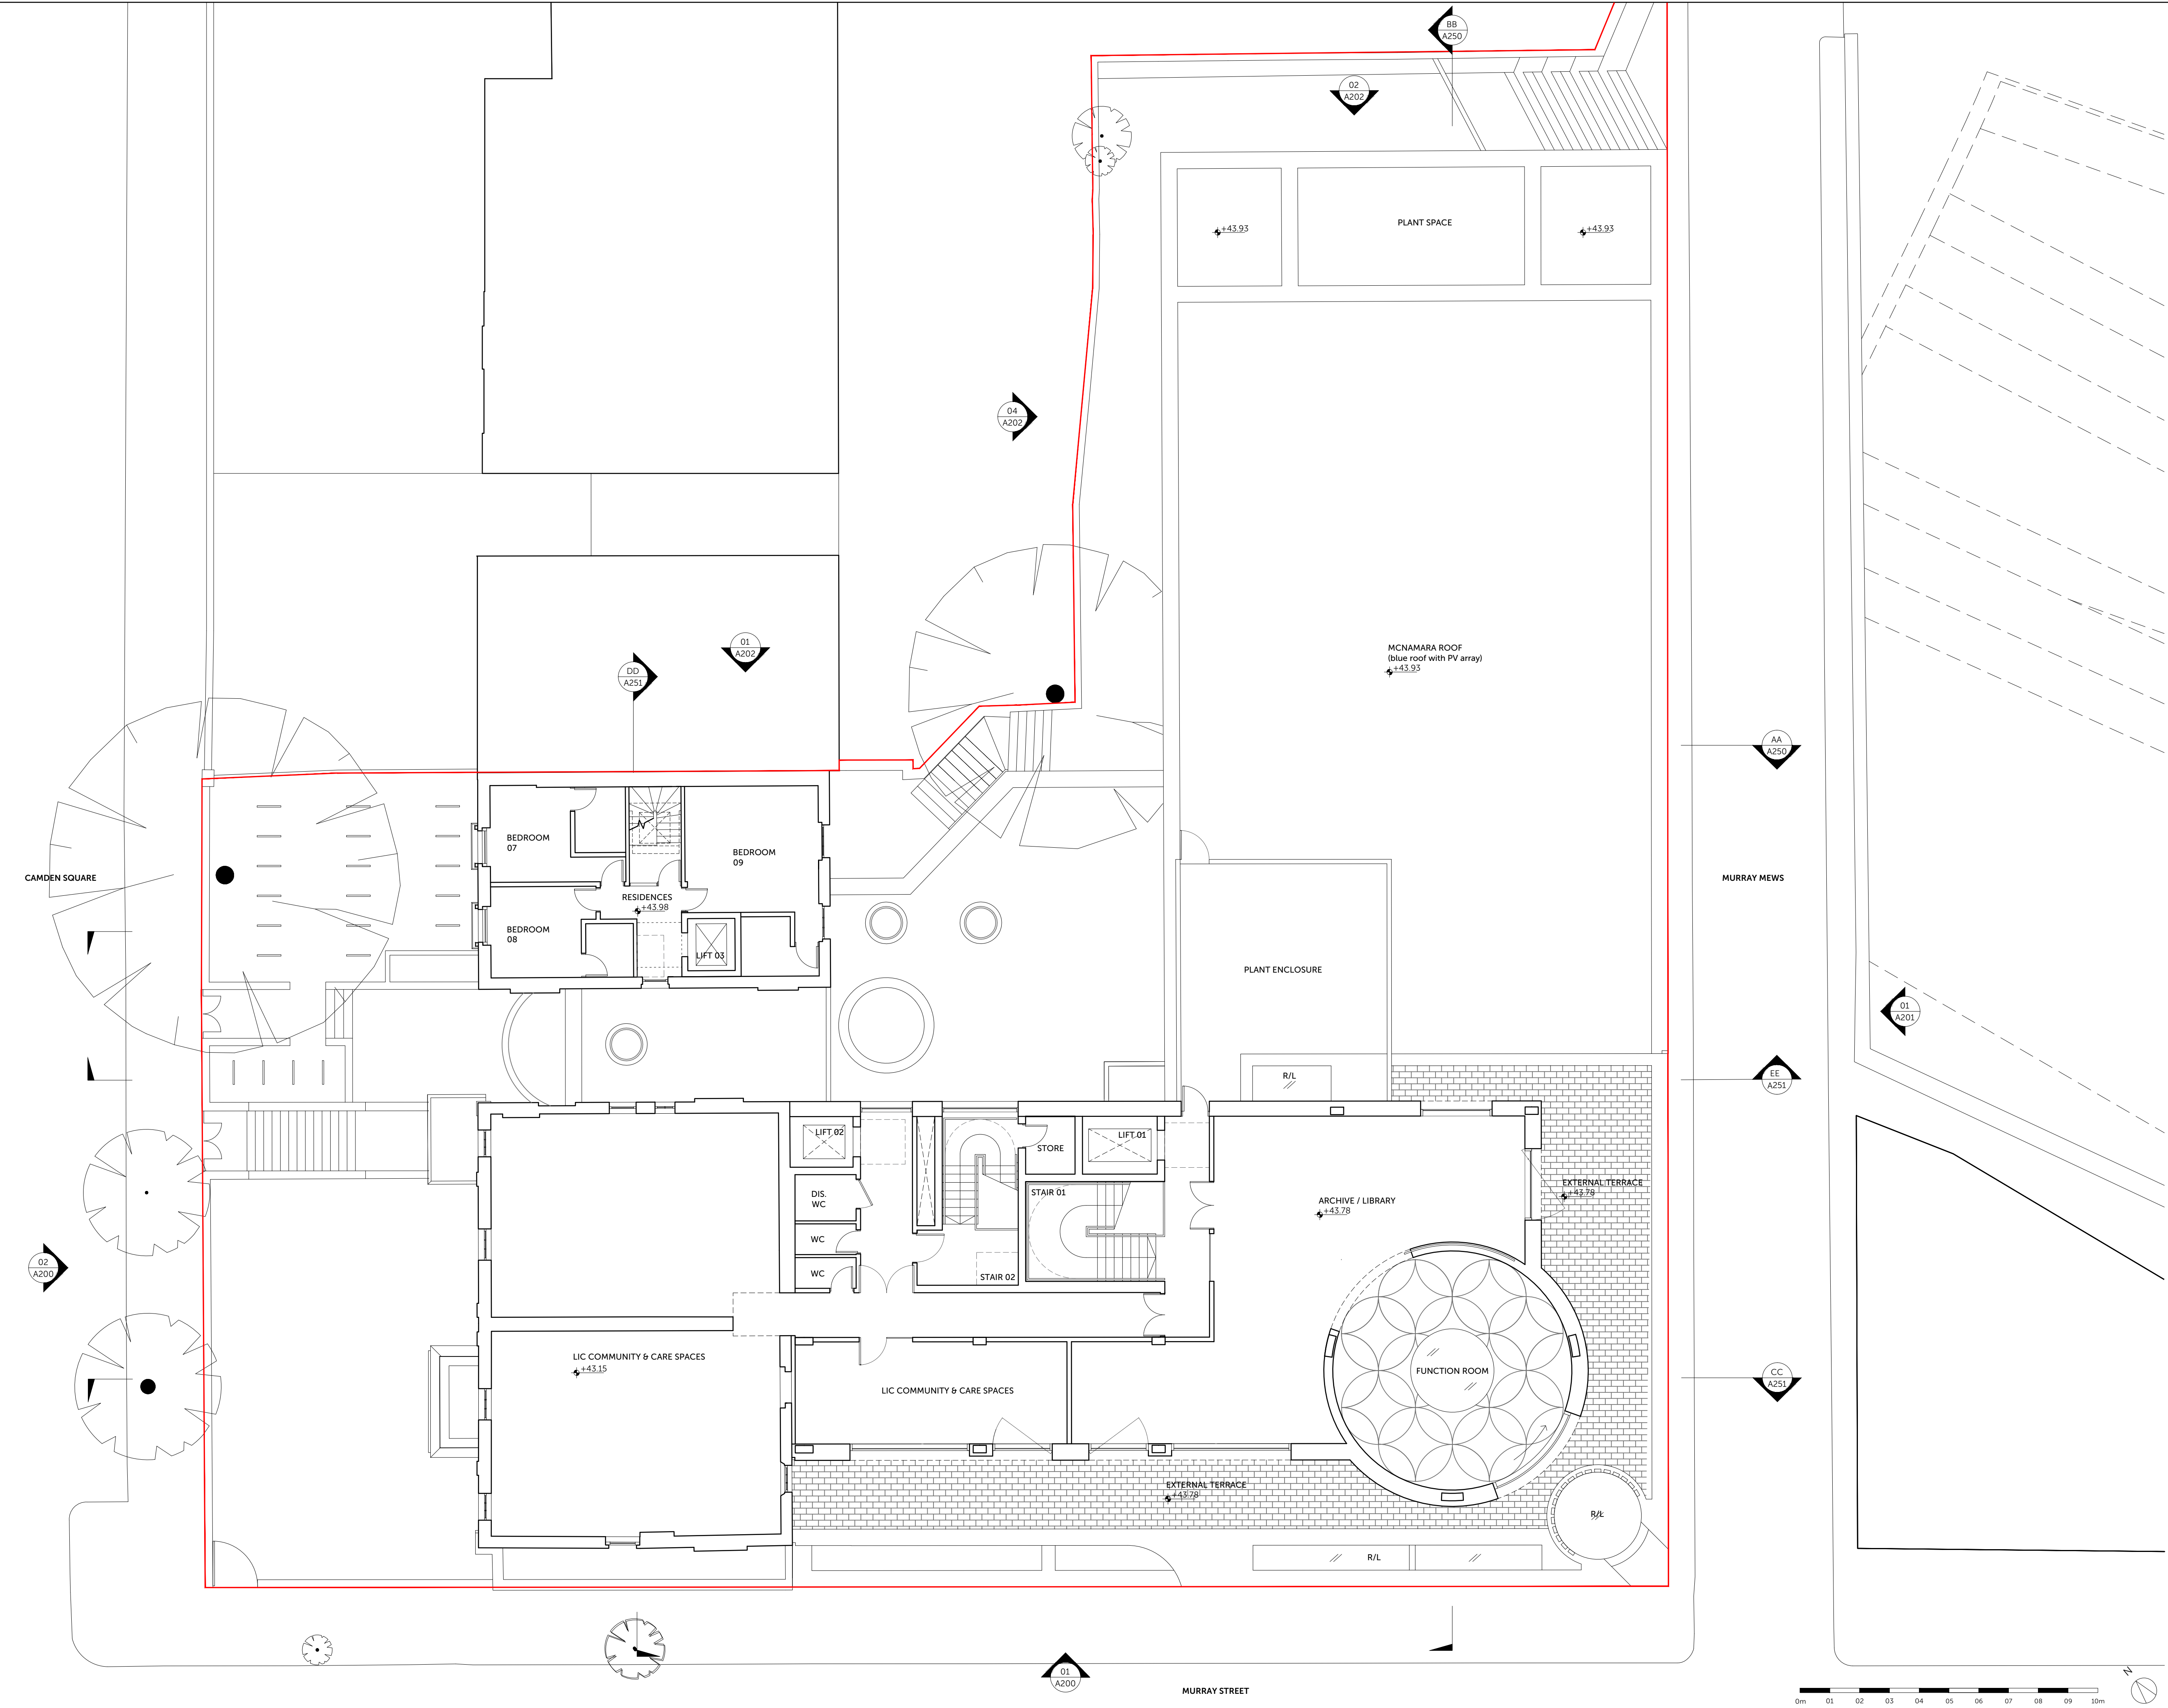 BB
A250
02
A202
+43.93
PLANT SPACE
+43.93
04
A202
01
A202
DD
A251
MCNAMARA ROOF
(blue roof with PV array)
+43.93
AA
A250
BEDROOM
07
BEDROOM
09
CAMDEN SQUARE
MURRAY MEWS
RESIDENCES
+43.98
BEDROOM
08
LIFT 03
PLANT ENCLOSURE
01
A201
R/L
EE
A251
LIFT 02
LIFT 01
STORE
DIS.
WC
STAIR 01
ARCHIVE / LIBRARY
+43.78
EXTERNAL TERRACE
+43.78
WC
02
A200
WC
STAIR 02
LIC COMMUNITY & CARE SPACES
+43.15
FUNCTION ROOM
CC
A251
LIC COMMUNITY & CARE SPACES
EXTERNAL TERRACE
+43.78
R/L
R/L
01
A200
MURRAY STREET
N
0m 01 02 03 04 05 06 07 08 09 10m